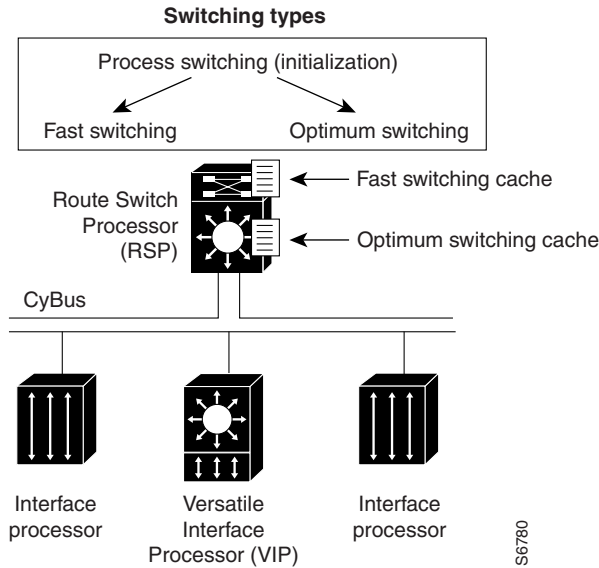 Switching types
Process switching (initialization)
Fast switching
Optimum switching
Fast switching cache
Route Switch
Processor
(RSP)
Optimum switching cache
CyBus
Interface
processor
Versatile
Interface
Processor (VIP)
Interface
processor
S6780